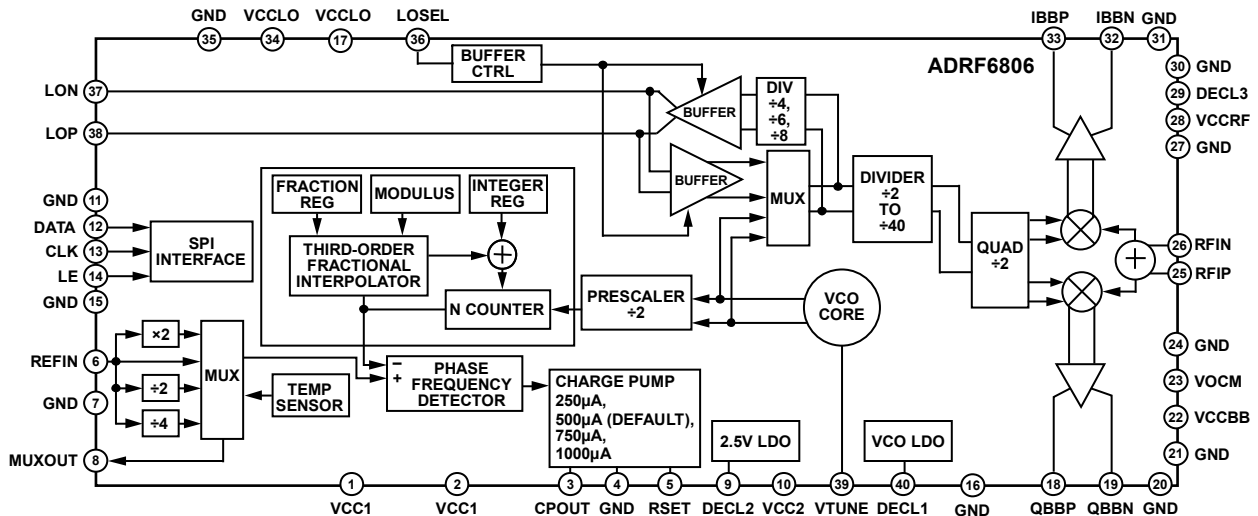 GND VCCLO VCCLO LOSEL IBBP IBBN GND
35 34 17 36 33 32 31
BUFFER
CTRL
ADRF6806
30 GND
29 DECL3
28 VCCRF
27 GND
LON 37
LOP 38
BUFFER
DIV
÷4,
÷6,
÷8
BUFFER
MUX
DIVIDER
÷2
TO
÷40
FRACTION
REG
MODULUS
INTEGER
REG
THIRD-ORDER
FRACTIONAL
INTERPOLATOR
+
N COUNTER
PRESCALER
÷2
VCO
CORE
QUAD
÷2
+
26 RFIN
25 RFIP
GND 11
DATA 12
CLK 13
LE 14
GND 15
SPI
INTERFACE
REFIN 6
GND 7
MUXOUT 8
×2
÷2
÷4
MUX
TEMP
SENSOR
–
+
PHASE
FREQUENCY
DETECTOR
CHARGE PUMP
250µA,
500µA (DEFAULT),
750µA,
1000µA
2.5V LDO
VCO LDO
24 GND
23 VOCM
22 VCCBB
21 GND
1 2 3 4 5 9 10 39 40 16 18 19 20
VCC1 VCC1 CPOUT GND RSET DECL2 VCC2 VTUNE DECL1 GND QBBP QBBN GND